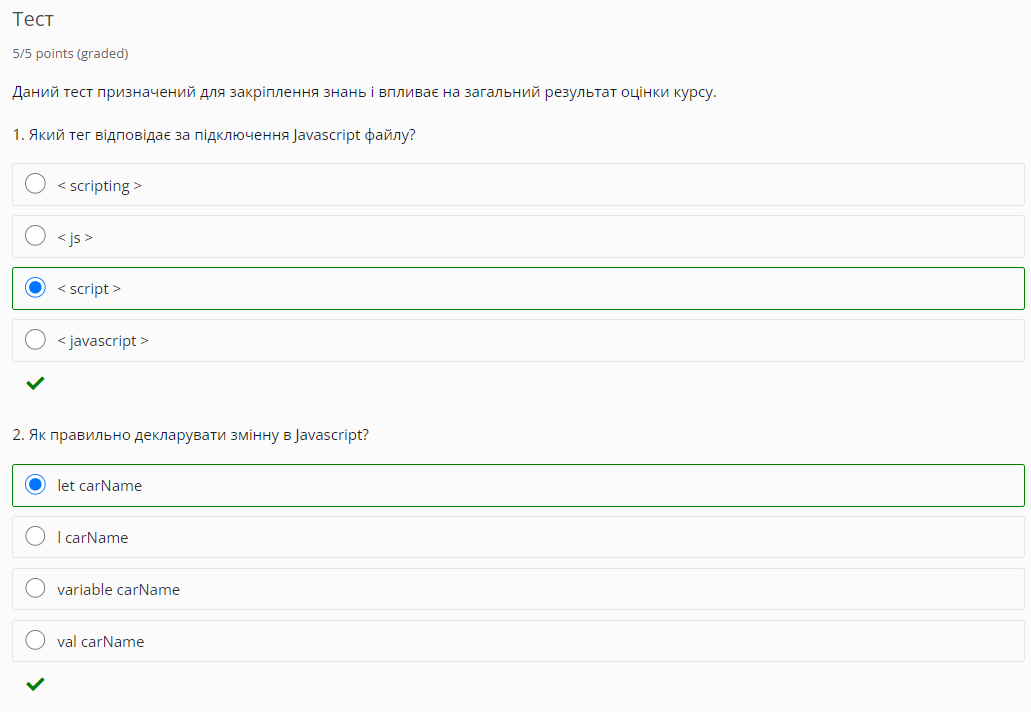 Тест
5/5 points (graded)
Даний тест призначений для закріплення знань і впливає на загальний результат оцінки курсу.
1. Який тег відповідає за підключення Javascript файлу?
< scripting >
< js >
< script >
< javascript >
2. Як правильно декларувати змінну в Javascript?
let carName
l carName
variable carName
val carName